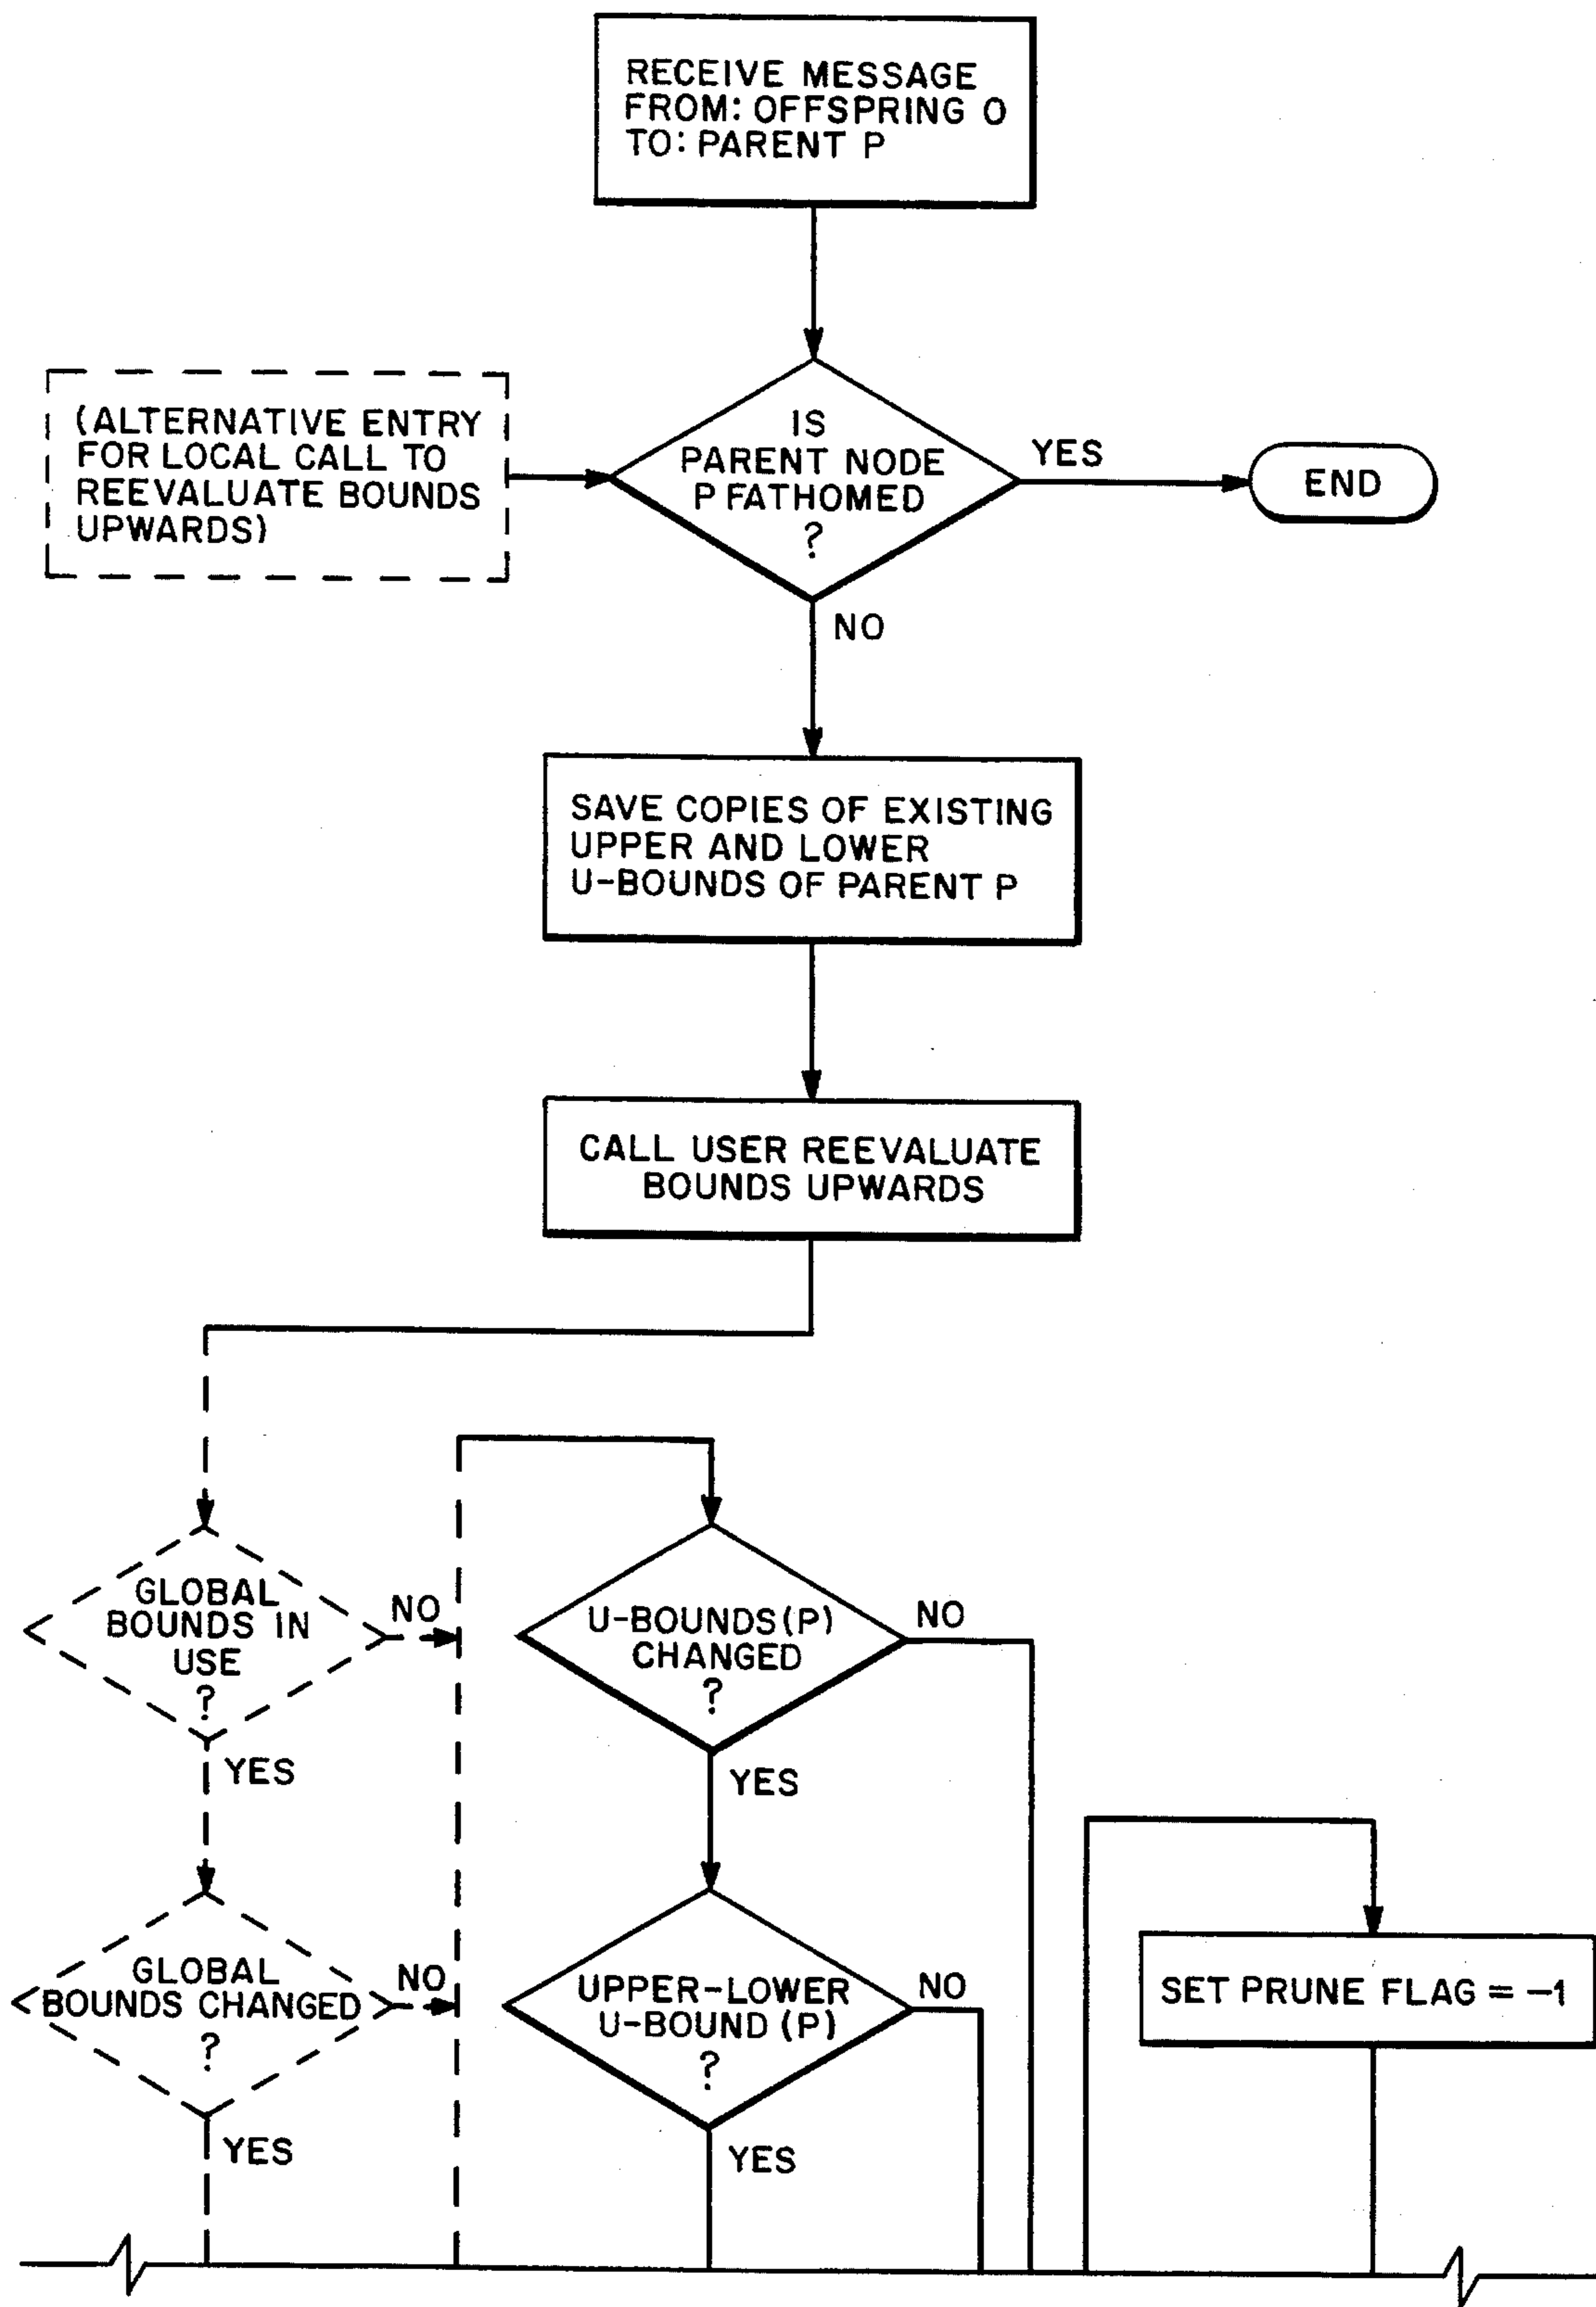 RECEIVE MESSAGE
FROM: OFFSPRING O
TO: PARENT P
(ALTERNATIVE ENTRY
FOR LOCAL CALL TO
REEVALUATE BOUNDS
UPWARDS)
IS
PARENT NODE
P FATHOMED
?
YES
END
NO
SAVE COPIES OF EXISTING
UPPER AND LOWER
U-BOUNDS OF PARENT P
CALL USER REEVALUATE
BOUNDS UPWARDS
GLOBAL
BOUNDS IN
USE
?
NO
YES
U-BOUNDS(P)
CHANGED
?
NO
YES
GLOBAL
BOUNDS CHANGED
?
NO
YES
UPPER-LOWER
U-BOUND (P)
?
NO
YES
SET PRUNE FLAG = -1